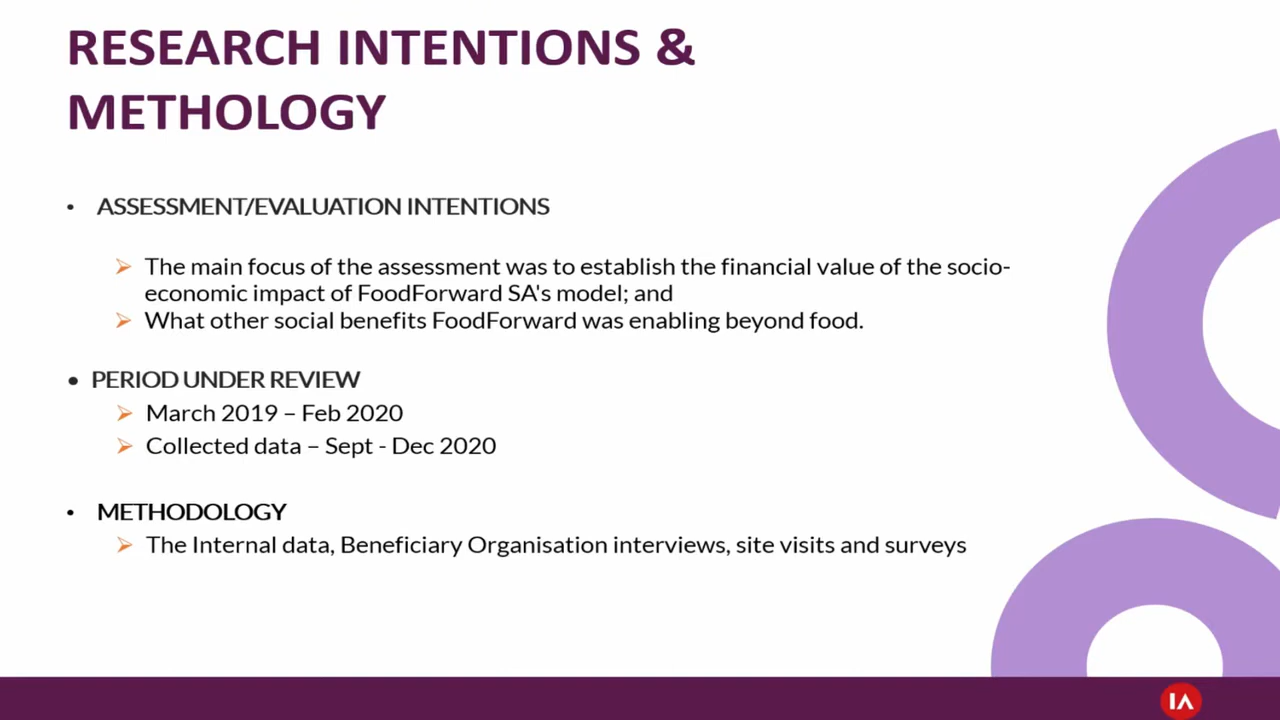 RESEARCH INTENTIONS &
METHOLOGY
• ASSESSMENT/EVALUATION INTENTIONS
➢ The main focus of the assessment was to establish the financial value of the socio-
economic impact of FoodForward SA's model; and
➢ What other social benefits FoodForward was enabling beyond food.
• PERIOD UNDER REVIEW
➢ March 2019 – Feb 2020
➢ Collected data – Sept - Dec 2020
• METHODOLOGY
➢ The Internal data, Beneficiary Organisation interviews, site visits and surveys
IA